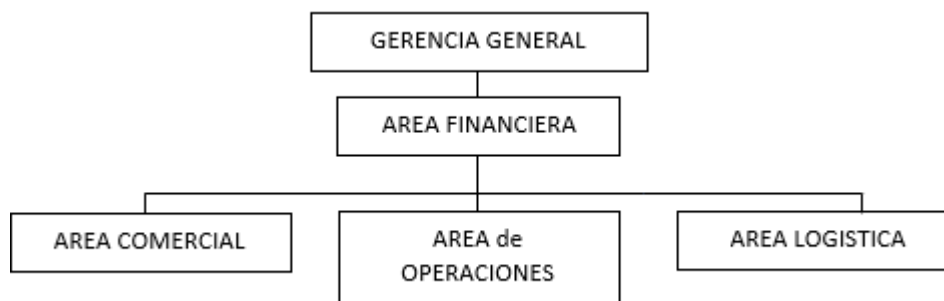 GERENCIA GENERAL
AREA FINANCIERA
AREA COMERCIAL
AREA de
OPERACIONES
AREA LOGISTICA